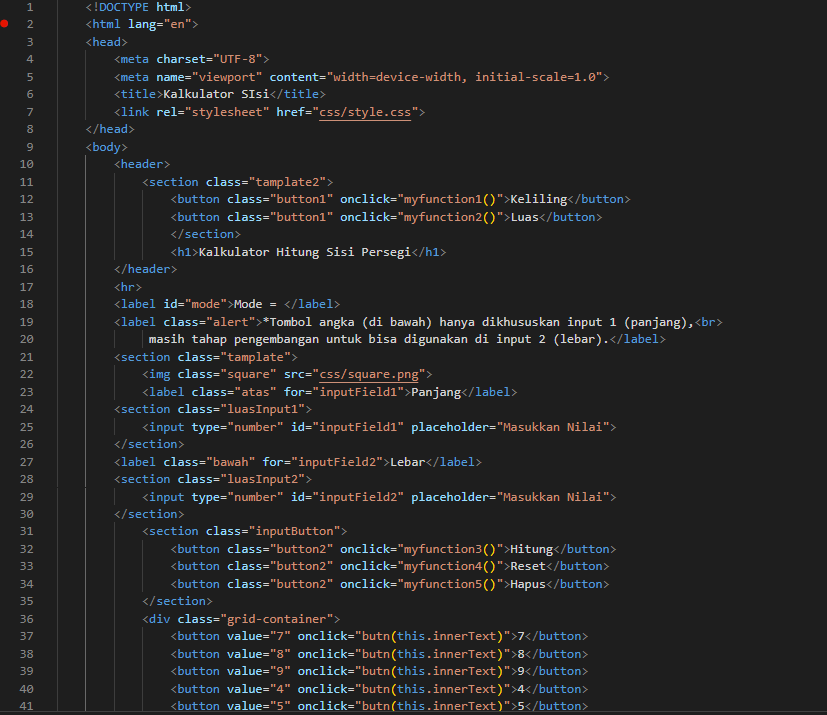 1 <!DOCTYPE html>
2 <html lang="en">
3 <head>
4 <meta charset="UTF-8">
5 <meta name="viewport" content="width=device-width, initial-scale=1.0">
6 <title>Kalkulator SIsi</title>
7 <link rel="stylesheet" href="css/style.css">
8 </head>
9 <body>
10 <header>
11 <section class="tamplate2">
12 <button class="button1" onclick="myfunction1()">Keliling</button>
13 <button class="button1" onclick="myfunction2()">Luas</button>
14 </section>
15 <h1>Kalkulator Hitung Sisi Persegi</h1>
16 </header>
17 <hr>
18 <label id="mode">Mode = </label>
19 <label class="alert">*Tombol angka (di bawah) hanya dikhususkan input 1 (panjang),<br>
20 masih tahap pengembangan untuk bisa digunakan di input 2 (lebar).</label>
21 <section class="tamplate">
22 <img class="square" src="css/square.png">
23 <label class="atas" for="inputField1">Panjang</label>
24 <section class="luasInput1">
25 <input type="number" id="inputField1" placeholder="Masukkan Nilai">
26 </section>
27 <label class="bawah" for="inputField2">Lebar</label>
28 <section class="luasInput2">
29 <input type="number" id="inputField2" placeholder="Masukkan Nilai">
30 </section>
31 <section class="inputButton">
32 <button class="button2" onclick="myfunction3()">Hitung</button>
33 <button class="button2" onclick="myfunction4()">Reset</button>
34 <button class="button2" onclick="myfunction5()">Hapus</button>
35 </section>
36 <div class="grid-container">
37 <button value="7" onclick="butn(this.innerText)">7</button>
38 <button value="8" onclick="butn(this.innerText)">8</button>
39 <button value="9" onclick="butn(this.innerText)">9</button>
40 <button value="4" onclick="butn(this.innerText)">4</button>
41 <button value="5" onclick="butn(this.innerText)">5</button>